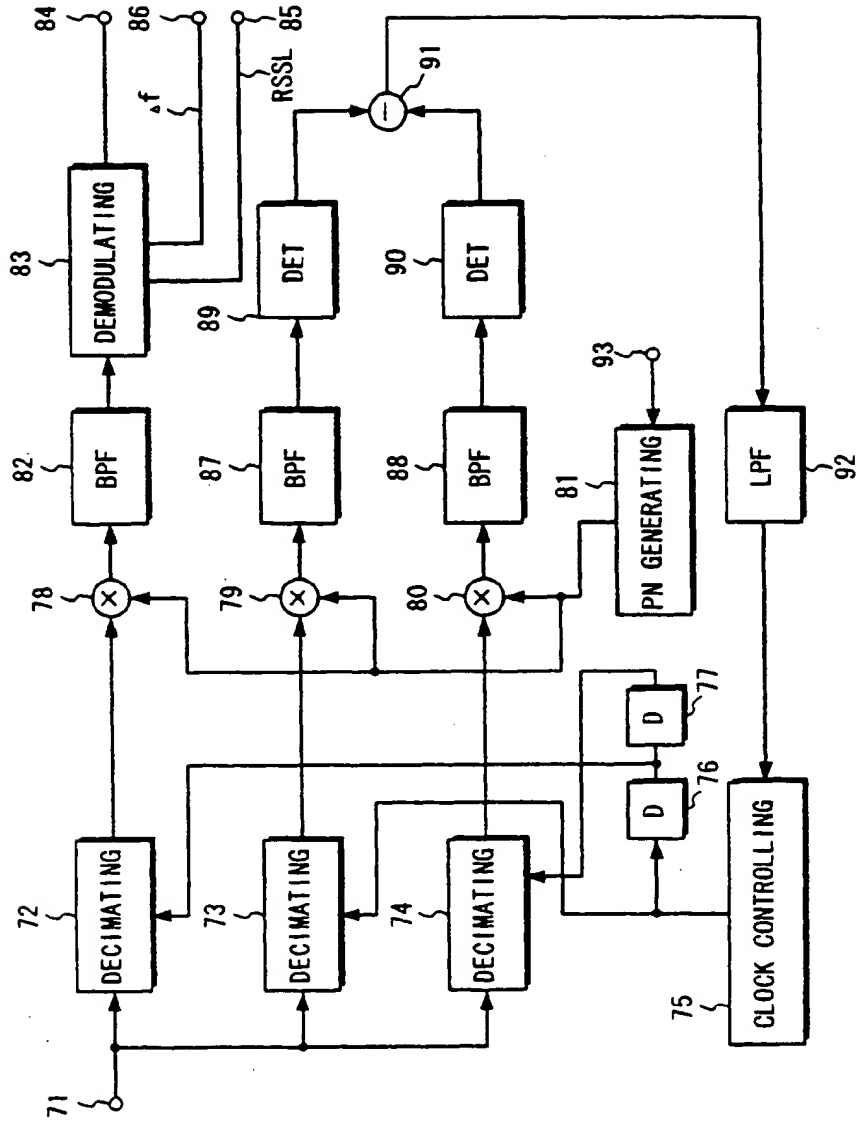 71
72
DECIMATING
73
DECIMATING
74
DECIMATING
75
CLOCK CONTROLLING
76
D
77
D
78
×
79
×
80
×
81
PN GENERATING
93
82
BPF
87
BPF
88
BPF
83
DEMODULATING
89
DET
90
DET
91
−
92
LPF
84
86
Δf
85
RSSL